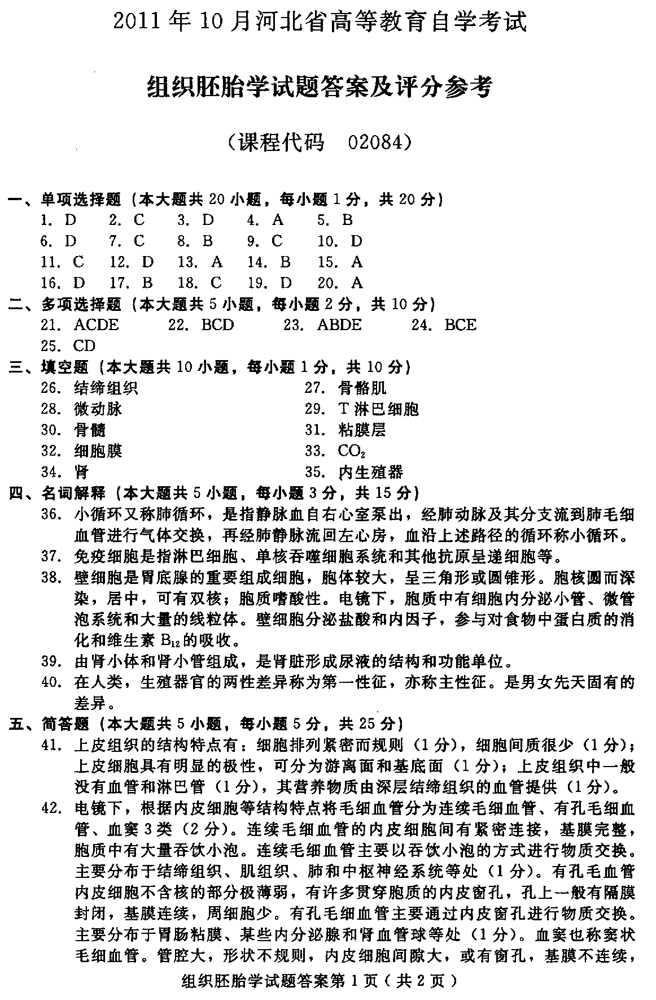 2011 年 10 月河北省高等教育自学考试
组织胚胎学试题答案及评分参考
（课程代码 02084）
一、单项选择题（本大题共 20 小题，每小题 1 分，共 20 分）
1. D 2. C 3. D 4. A 5. B
6. D 7. C 8. B 9. C 10. D
11. C 12. D 13. A 14. B 15. A
16. D 17. B 18. C 19. D 20. A
二、多项选择题（本大题共 5 小题，每小题 2 分，共 10 分）
21. ACDE 22. BCD 23. ABDE 24. BCE
25. CD
三、填空题（本大题共 10 小题，每小题 1 分，共 10 分）
26. 结缔组织 27. 骨骼肌
28. 微动脉 29. T 淋巴细胞
30. 骨髓 31. 粘膜层
32. 细胞膜 33. CO₂
34. 肾 35. 内生殖器
四、名词解释（本大题共 5 小题，每小题 3 分，共 15 分）
36. 小循环又称肺循环，是指静脉血自右心室泵出，经肺动脉及其分支流到肺毛细
血管进行气体交换，再经肺静脉流回左心房，血沿上述路径的循环称小循环。
37. 免疫细胞是指淋巴细胞、单核吞噬细胞系统和其他抗原呈递细胞等。
38. 壁细胞是胃底腺的重要组成细胞，胞体较大，呈三角形或圆锥形。胞核圆而深
染，居中，可有双核；胞质嗜酸性。电镜下，胞质中有细胞内分泌小管、微管
泡系统和大量的线粒体。壁细胞分泌盐酸和内因子，参与对食物中蛋白质的消
化和维生素 B₁₂的吸收。
39. 由肾小体和肾小管组成，是肾脏形成尿液的结构和功能单位。
40. 在人类，生殖器官的两性差异称为第一性征，亦称主性征。是男女先天固有的
差异。
五、简答题（本大题共 5 小题，每小题 5 分，共 25 分）
41. 上皮组织的结构特点有：细胞排列紧密而规则（1 分），细胞间质很少（1 分）；
上皮细胞具有明显的极性，可分为游离面和基底面（1 分）；上皮组织中一般
没有血管和淋巴管（1 分），其营养物质由深层结缔组织的血管提供（1 分）。
42. 电镜下，根据内皮细胞等结构特点将毛细血管分为连续毛细血管、有孔毛细血
管、血窦 3 类（2 分）。连续毛细血管的内皮细胞间有紧密连接，基膜完整，
胞质中有大量吞饮小泡。连续毛细血管主要以吞饮小泡的方式进行物质交换。
主要分布于结缔组织、肌组织、肺和中枢神经系统等处（1 分）。有孔毛血管
内皮细胞不含核的部分极薄弱，有许多贯穿胞质的内皮窗孔，孔上一般有隔膜
封闭，基膜连续，周细胞少。有孔毛细血管主要通过内皮窗孔进行物质交换。
主要分布于胃肠粘膜、某些内分泌腺和肾血管球等处（1 分）。血窦也称窦状
毛细血管。管腔大，形状不规则，内皮细胞间隙大，或有窗孔，基膜不连续，
组织胚胎学试题答案第 1 页（共 2 页）